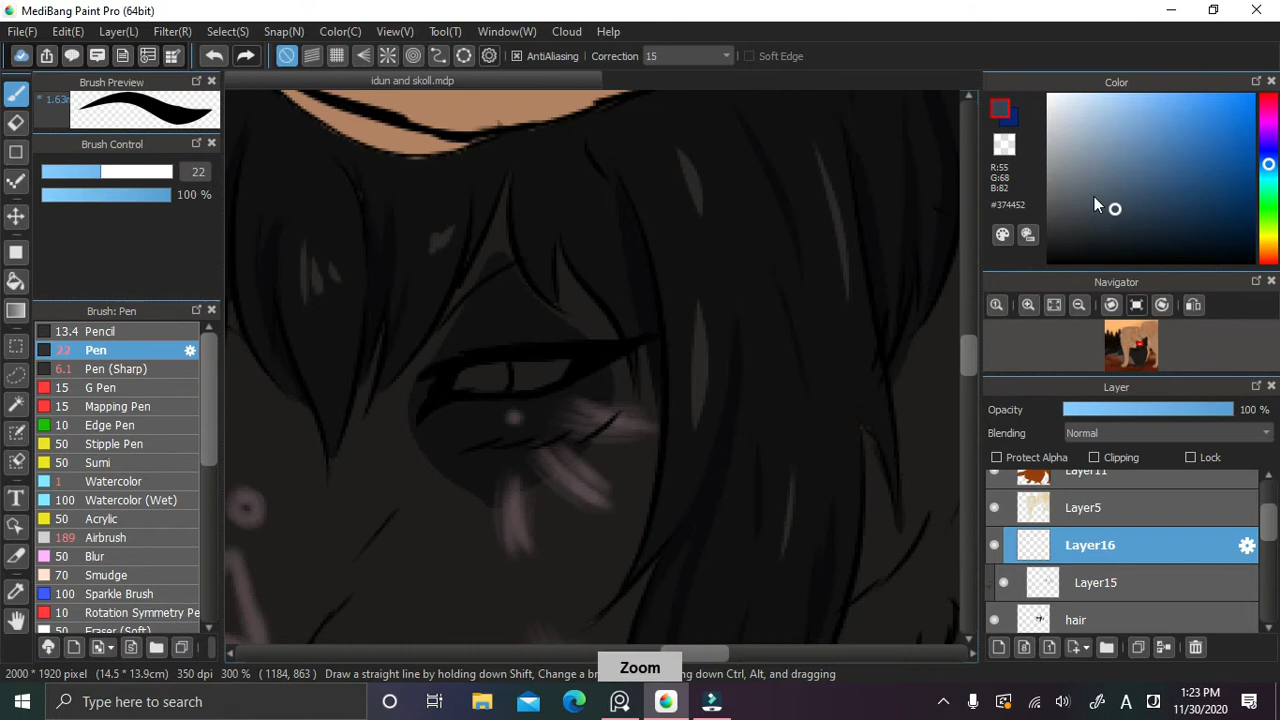 MediBang Paint Pro (64bit)
File(F) Edit(E) Layer(L) Filter(R) Select(S) Snap(N) Color(C) View(V) Tool(T) Window(W) Cloud Help
AntiAliasing Correction 15 Soft Edge
Brush Preview
idun and skoll.mdp
Color
Brush Control
22
100 %
R:55
G:68
B:82
#374452
Navigator
Brush: Pen
13.4 Pencil
22 Pen
6.1 Pen (Sharp)
15 G Pen
15 Mapping Pen
10 Edge Pen
50 Stipple Pen
50 Sumi
1 Watercolor
100 Watercolor (Wet)
50 Acrylic
189 Airbrush
50 Blur
70 Smudge
50 Sparkle Brush
10 Rotation Symmetry Pe
50 Eraser (Soft)
Layer
Opacity 100 %
Blending Normal
Protect Alpha Clipping Lock
Layer11
Layer5
Layer16
Layer15
hair
Zoom
2000 * 1920 pixel (14.5 * 13.9cm) 350 dpi 300 % ( 1184, 863) Draw a straight line by holding down Shift, Change a br ng down Ctrl, Alt, and dragging
Type here to search
1:23 PM
11/30/2020